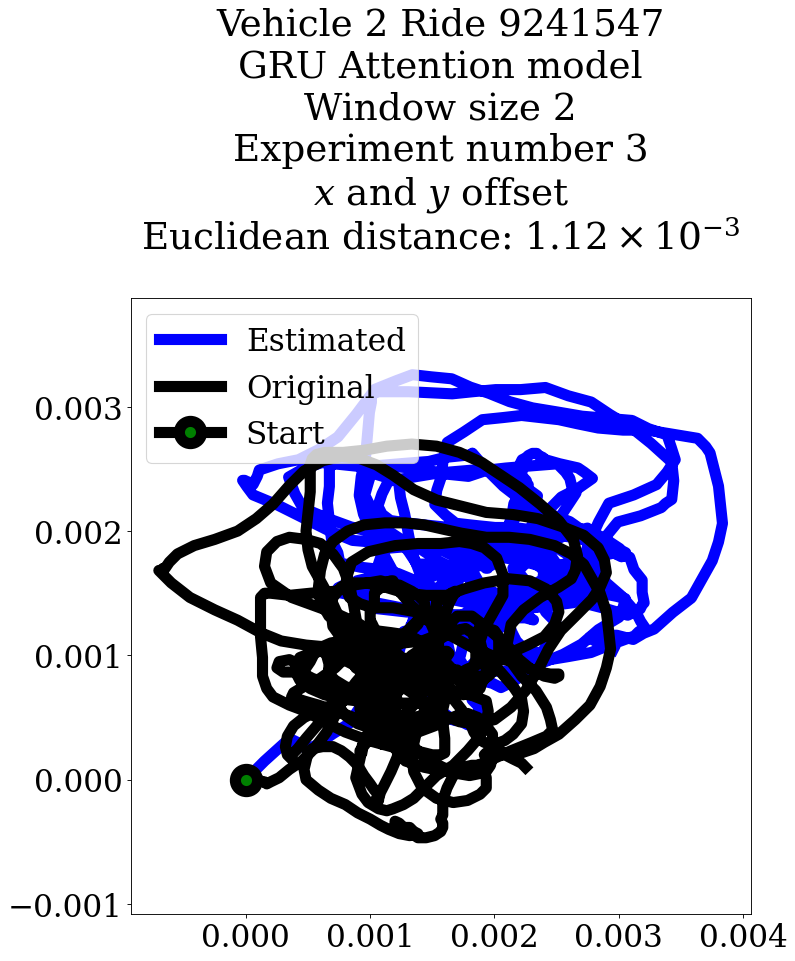 Vehicle 2 Ride 9241547
GRU Attention model
Window size 2
Experiment number 3
x and y offset
Euclidean distance: 1.12 × 10⁻³
Estimated
Original
Start
0.003
0.002
0.001
0.000
−0.001
0.000 0.001 0.002 0.003 0.004